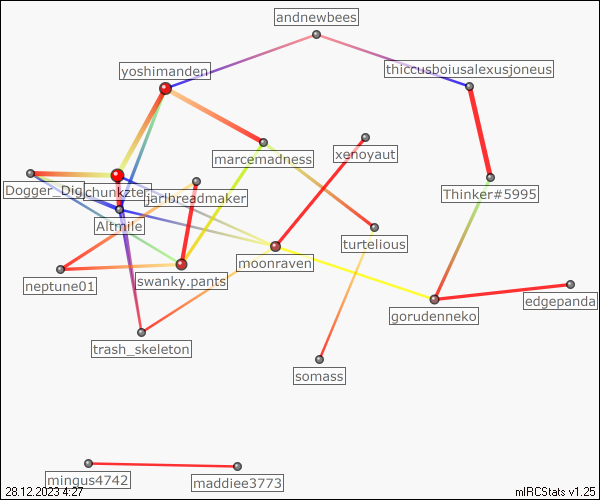 andnewbees
yoshimanden
thiccusboiusalexusjoneus
marcemadness
xenoyaut
Dogger_Dig
chunkzte
jarlbreadmaker
Thinker#5995
Altmile
turtelious
moonraven
swanky.pants
neptune01
edgepanda
gorudenneko
trash_skeleton
somass
mingus4742
maddiee3773
28.12.2023 4:27
mIRCStats v1.25